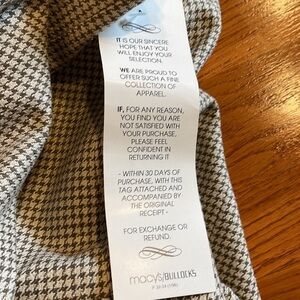 IT IS OUR SINCERE
HOPE THAT YOU
WILL ENJOY YOUR
SELECTION.
WE ARE PROUD TO
OFFER SUCH A FINE
COLLECTION OF
APPAREL.
IF, FOR ANY REASON,
YOU FIND YOU ARE
NOT SATISFIED WITH
YOUR PURCHASE,
PLEASE FEEL
CONFIDENT IN
RETURNING IT
- WITHIN 30 DAYS OF
PURCHASE, WITH THIS
TAG ATTACHED AND
ACCOMPANIED BY
THE ORIGINAL
RECEIPT -
FOR EXCHANGE OR
REFUND.
macys/BULLOCKS